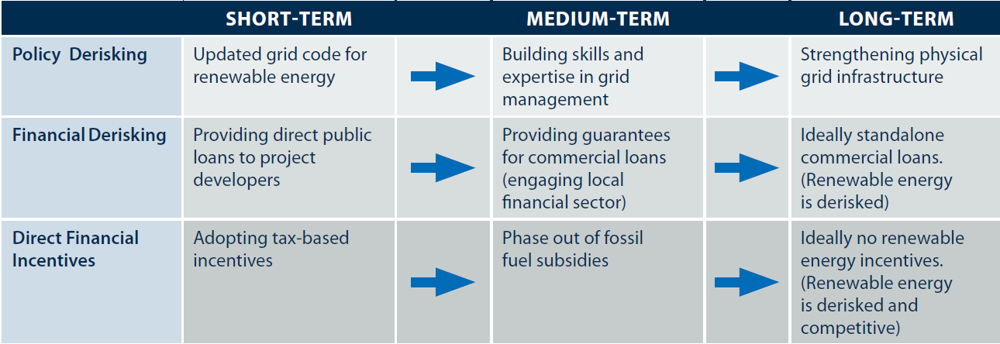 SHORT-TERM MEDIUM-TERM LONG-TERM
Policy Derisking
Updated grid code for
renewable energy
Building skills and
expertise in grid
management
Strengthening physical
grid infrastructure
Financial Derisking
Providing direct public
loans to project
developers
Providing guarantees
for commercial loans
(engaging local
financial sector)
Ideally standalone
commercial loans.
(Renewable energy
is derisked)
Direct Financial
Incentives
Adopting tax-based
incentives
Phase out of fossil
fuel subsidies
Ideally no renewable
energy incentives.
(Renewable energy
is derisked and
competitive)